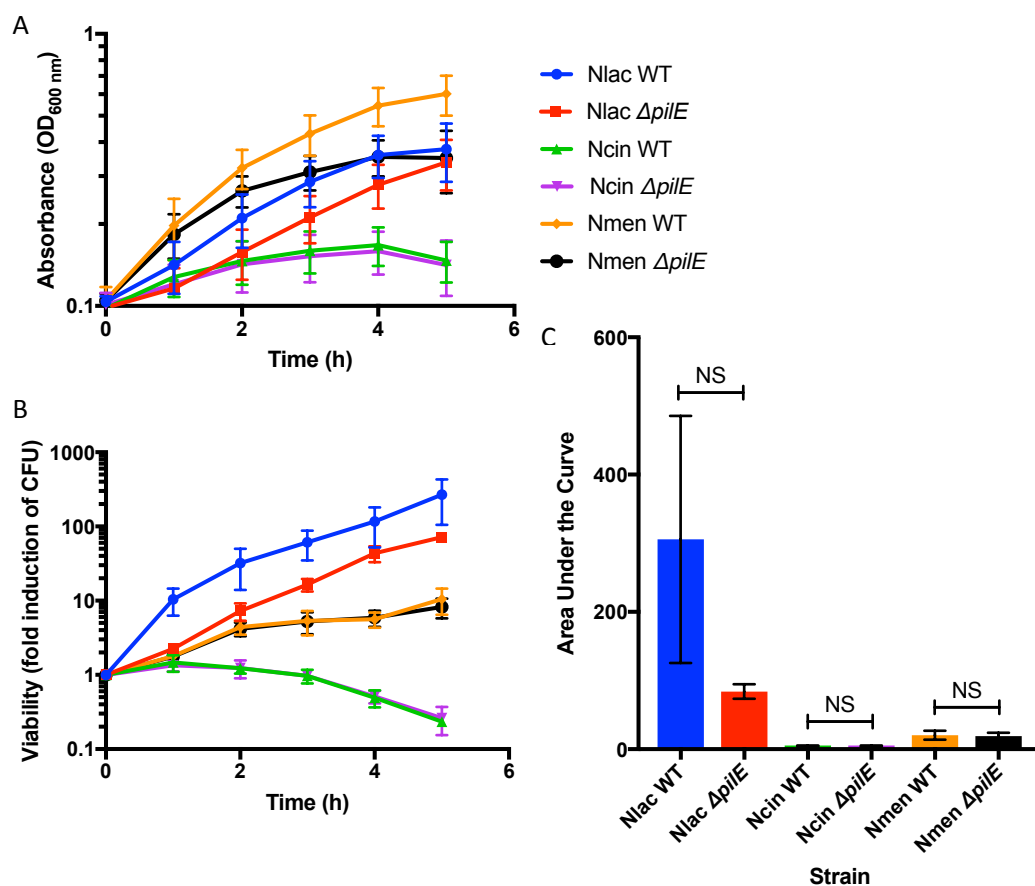 A
1
0.1
0
2
4
6
Absorbance (OD600 nm)
Time (h)
Nlac WT
Nlac ΔpilE
Ncin WT
Ncin ΔpilE
Nmen WT
Nmen ΔpilE
B
1000
100
10
1
0.1
0
2
4
6
Viability (fold induction of CFU)
Time (h)
C
600
400
200
0
Area Under the Curve
NS
NS
NS
Nlac WT
Nlac ΔpilE
Ncin WT
Ncin ΔpilE
Nmen WT
Nmen ΔpilE
Strain